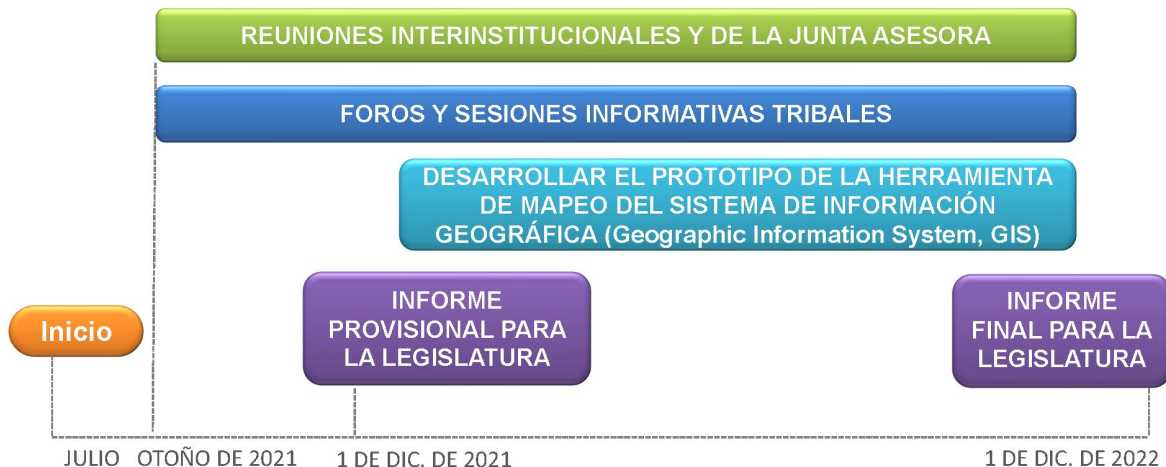 REUNIONES INTERINSTITUCIONALES Y DE LA JUNTA ASESORA
FOROS Y SESIONES INFORMATIVAS TRIBALES
DESARROLLAR EL PROTOTIPO DE LA HERRAMIENTA
DE MAPEO DEL SISTEMA DE INFORMACIÓN
GEOGRÁFICA (Geographic Information System, GIS)
Inicio
INFORME
PROVISIONAL PARA
LA LEGISLATURA
INFORME
FINAL PARA LA
LEGISLATURA
JULIO OTOÑO DE 2021 1 DE DIC. DE 2021 1 DE DIC. DE 2022